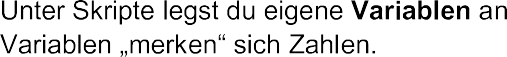 Unter Skripte legst du eigene Variablen an
Variablen „merken“ sich Zahlen.